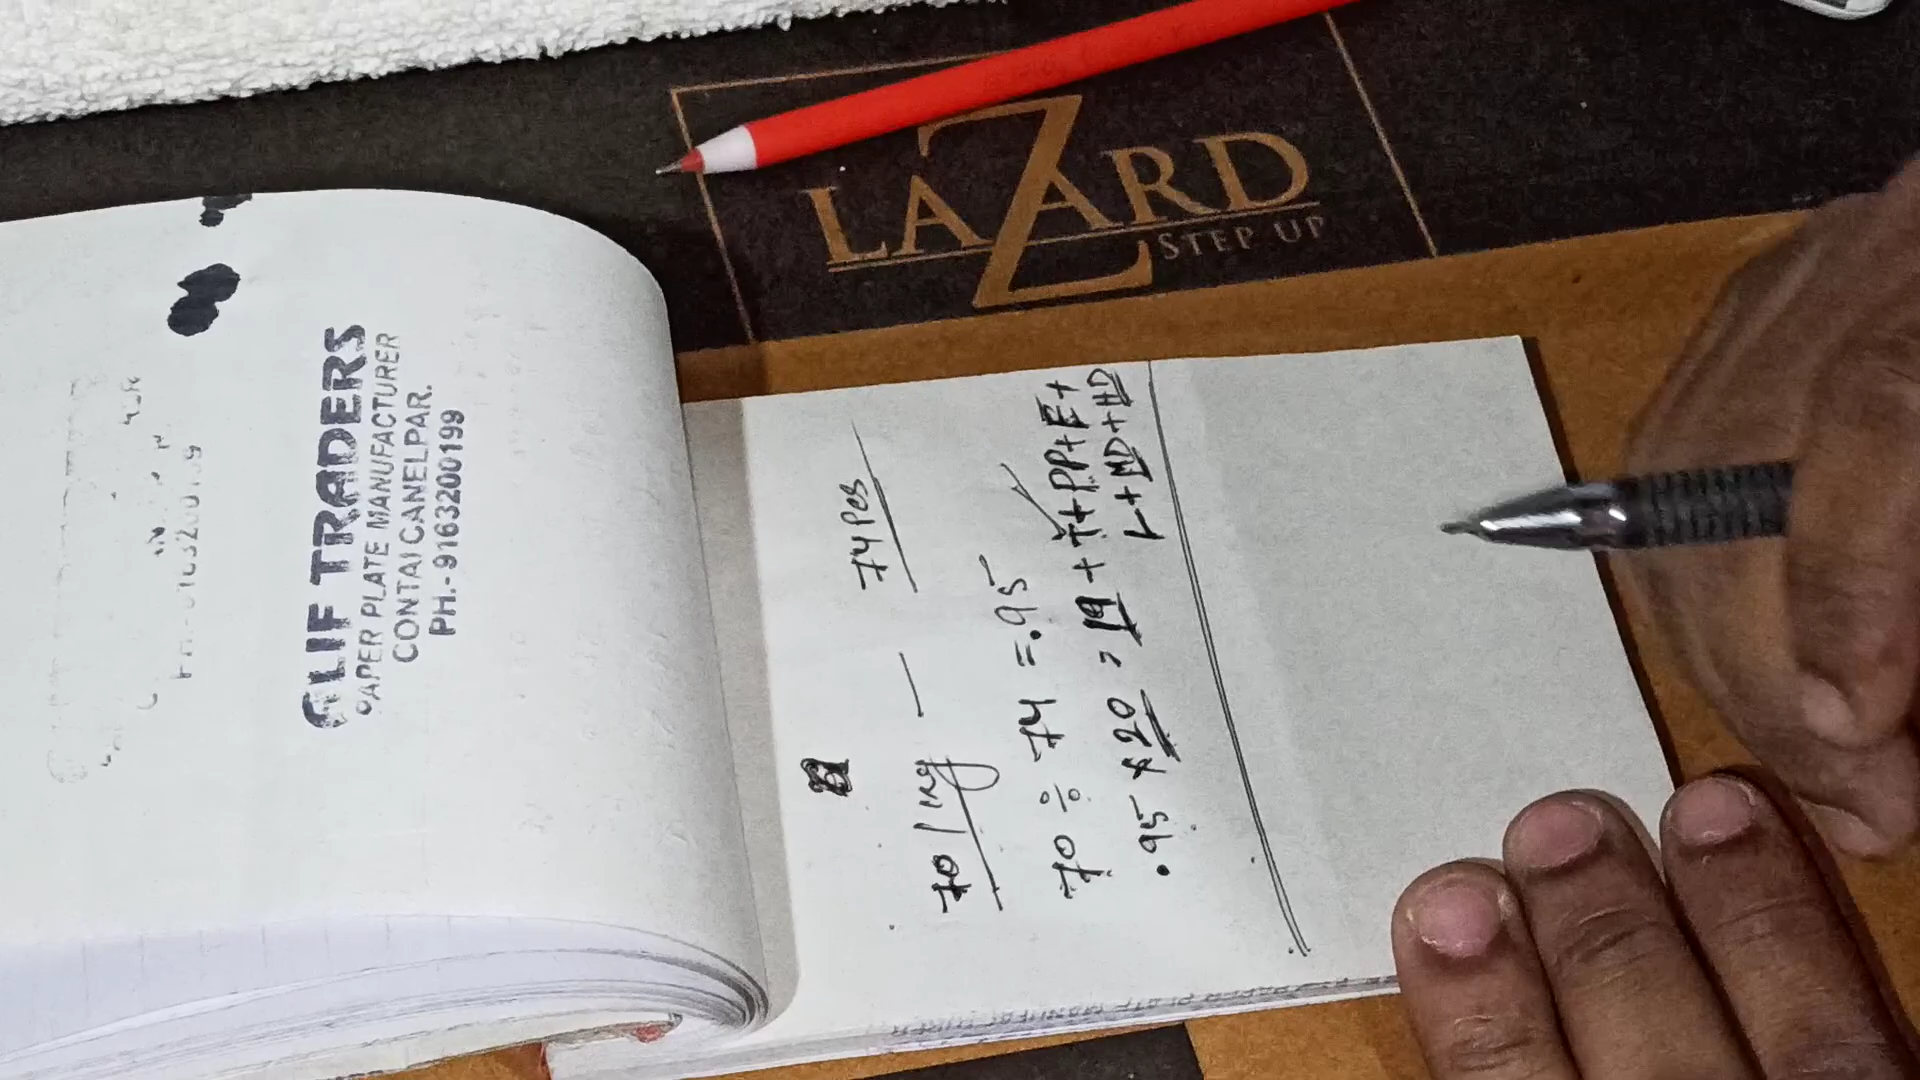 LAZARD
STEP UP
ALIF TRADERS
PAPER PLATE MANUFACTURER
CONTAI CANELPAR.
PH.- 9163200199
70/kg — 74 Pcs
70 ÷ 74 = .95
.95 × 20 = 19 + T + PP + E +
L + MD + HD